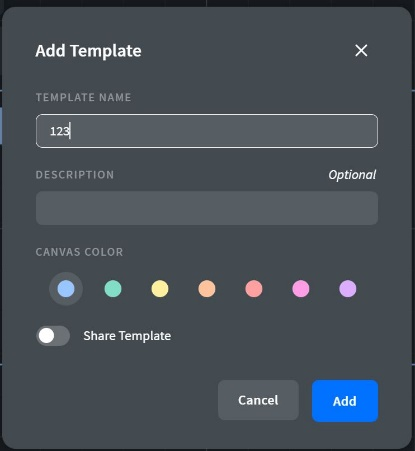 Add Template
TEMPLATE NAME
123
DESCRIPTION Optional
CANVAS COLOR
Share Template
Cancel Add